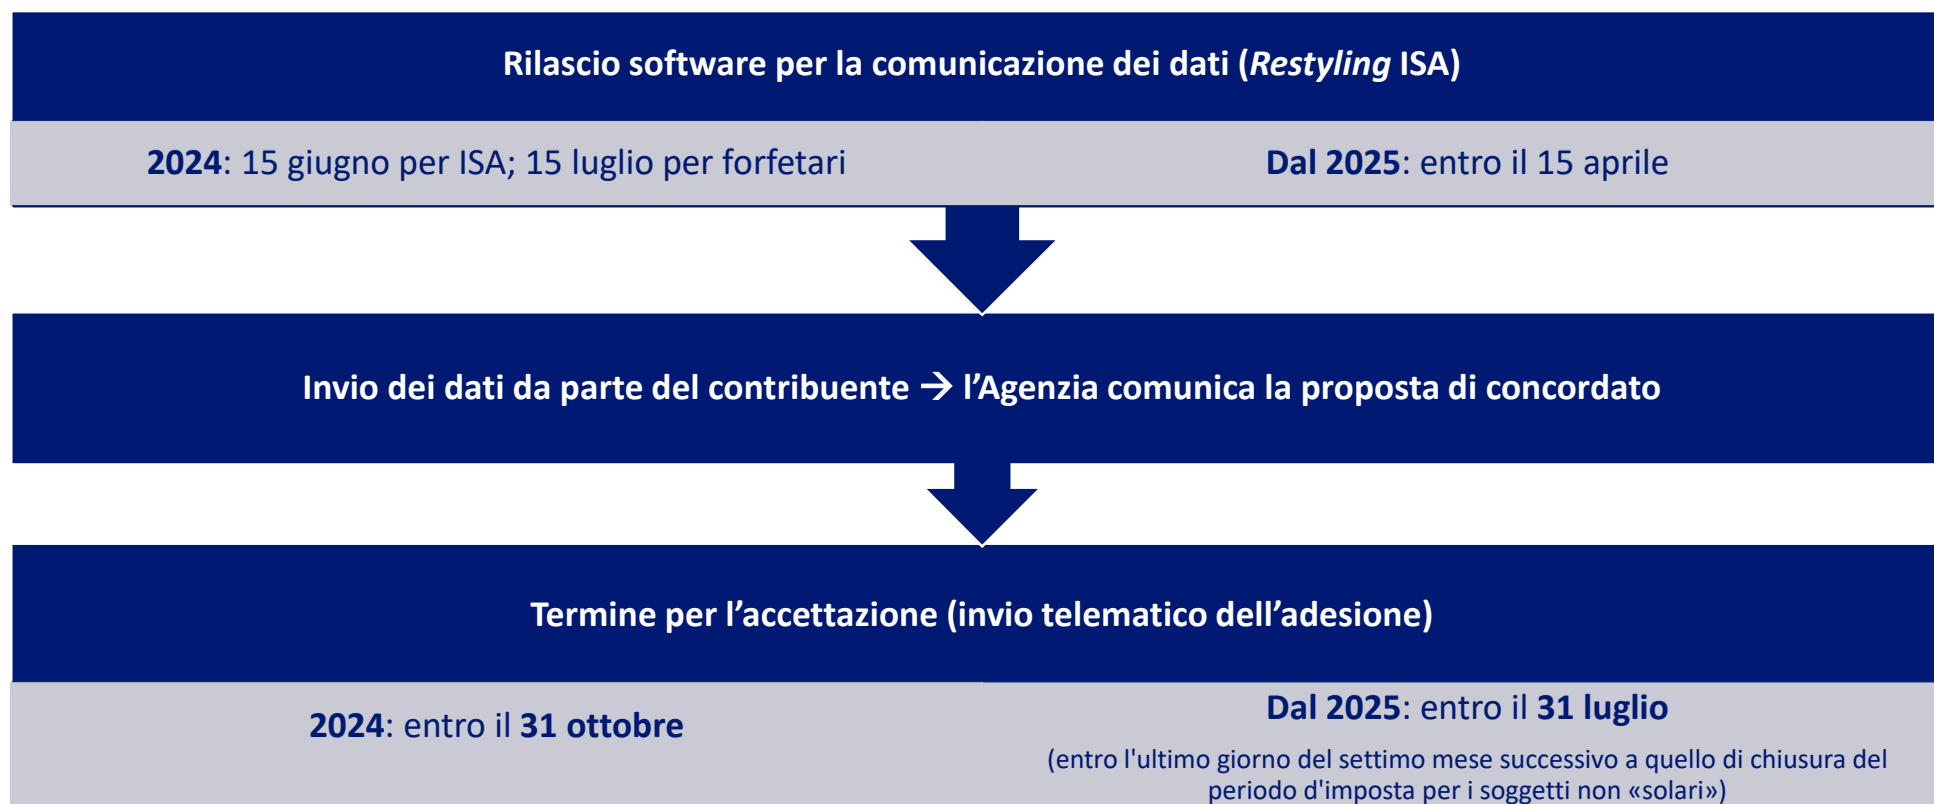 Rilascio software per la comunicazione dei dati (Restyling ISA)
2024: 15 giugno per ISA; 15 luglio per forfetari
Dal 2025: entro il 15 aprile
Invio dei dati da parte del contribuente → l’Agenzia comunica la proposta di concordato
Termine per l’accettazione (invio telematico dell’adesione)
2024: entro il 31 ottobre
Dal 2025: entro il 31 luglio
(entro l'ultimo giorno del settimo mese successivo a quello di chiusura del
periodo d'imposta per i soggetti non «solari»)